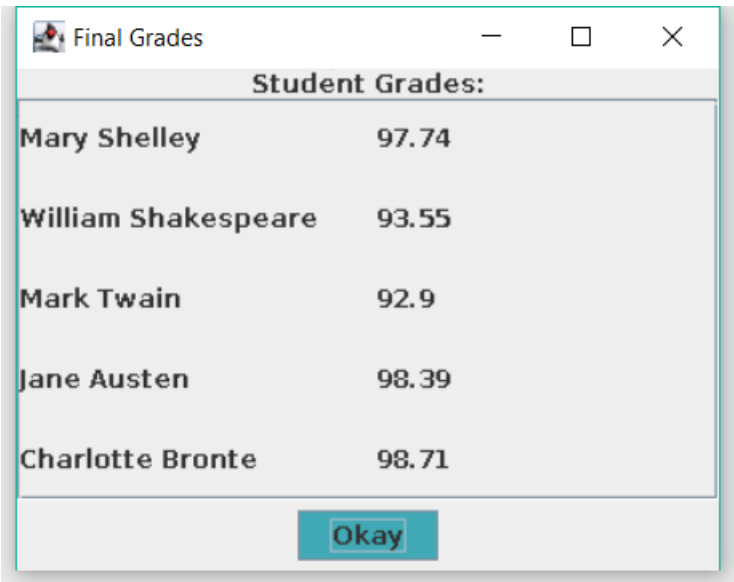 Final Grades
Student Grades:
Mary Shelley 97.74
William Shakespeare 93.55
Mark Twain 92.9
Jane Austen 98.39
Charlotte Bronte 98.71
Okay